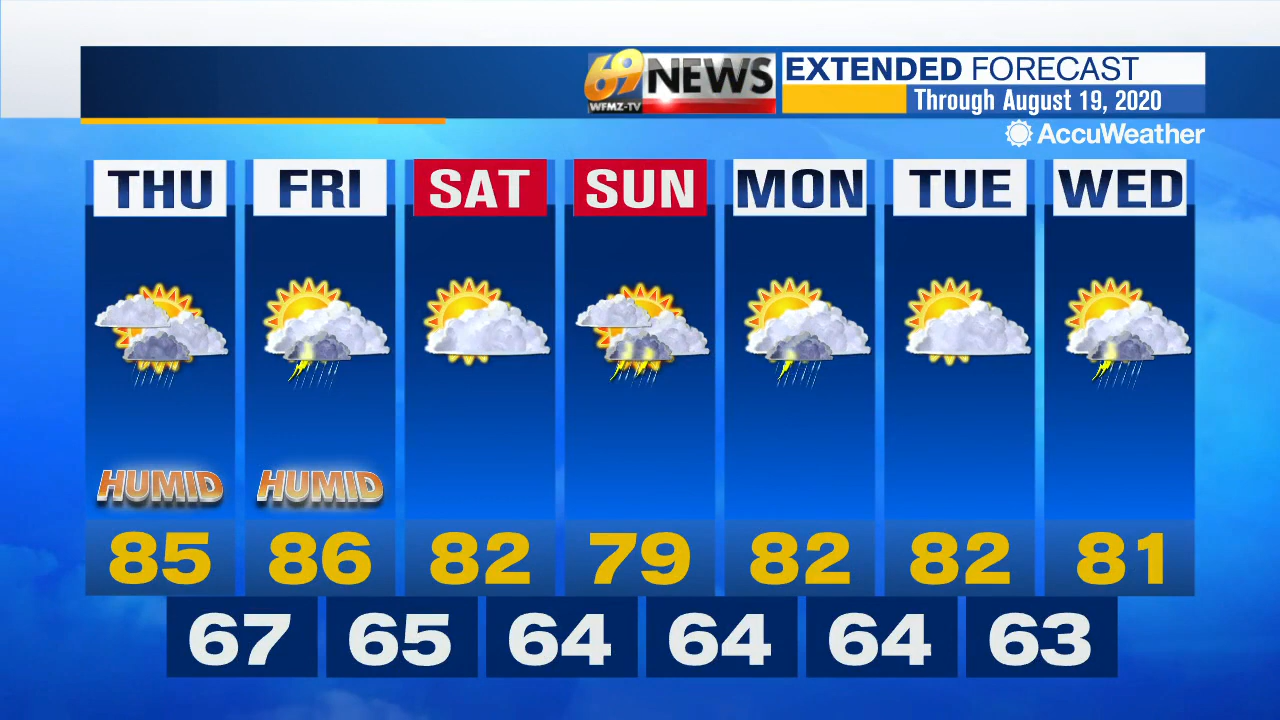 69 NEWS
WFMZ-TV
EXTENDED FORECAST
Through August 19, 2020
AccuWeather
THU FRI SAT SUN MON TUE WED
HUMID HUMID
85 86 82 79 82 82 81
67 65 64 64 64 63